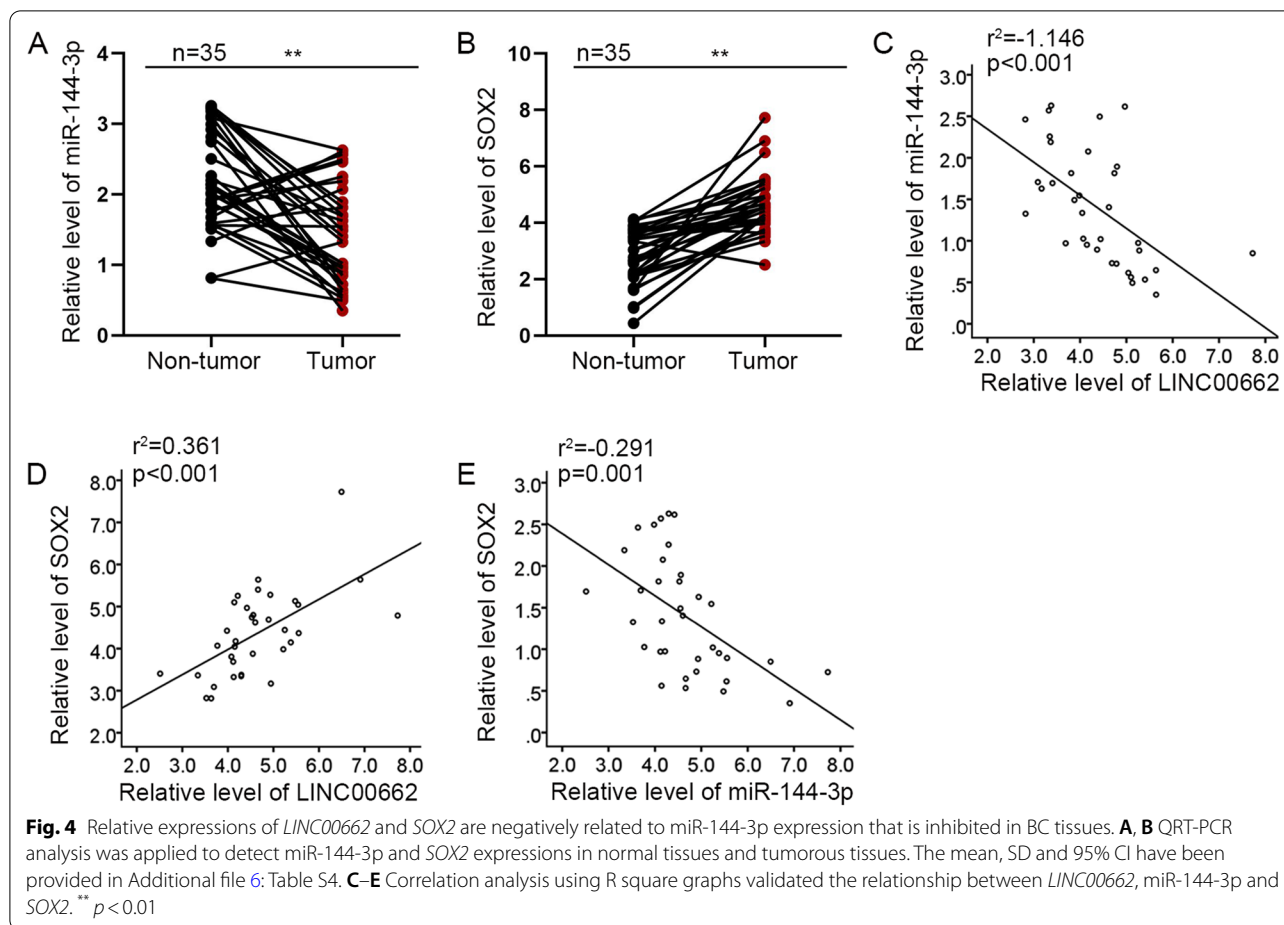 A
Relative level of miR-144-3p
n=35 **
4
3
2
1
0
Non-tumor Tumor
B
Relative level of SOX2
n=35 **
10
8
6
4
2
0
Non-tumor Tumor
C
r²=-1.146
p<0.001
Relative level of miR-144-3p
3.0
2.5
2.0
1.5
1.0
.5
.0
2.0 3.0 4.0 5.0 6.0 7.0 8.0
Relative level of LINC00662
D
r²=0.361
p<0.001
Relative level of SOX2
8.0
7.0
6.0
5.0
4.0
3.0
2.0
2.0 3.0 4.0 5.0 6.0 7.0 8.0
Relative level of LINC00662
E
r²=-0.291
p=0.001
Relative level of SOX2
3.0
2.5
2.0
1.5
1.0
.5
.0
2.0 3.0 4.0 5.0 6.0 7.0 8.0
Relative level of miR-144-3p
Fig. 4 Relative expressions of LINC00662 and SOX2 are negatively related to miR-144-3p expression that is inhibited in BC tissues. A, B QRT-PCR
analysis was applied to detect miR-144-3p and SOX2 expressions in normal tissues and tumorous tissues. The mean, SD and 95% CI have been
provided in Additional file 6: Table S4. C–E Correlation analysis using R square graphs validated the relationship between LINC00662, miR-144-3p and
SOX2. ** p < 0.01